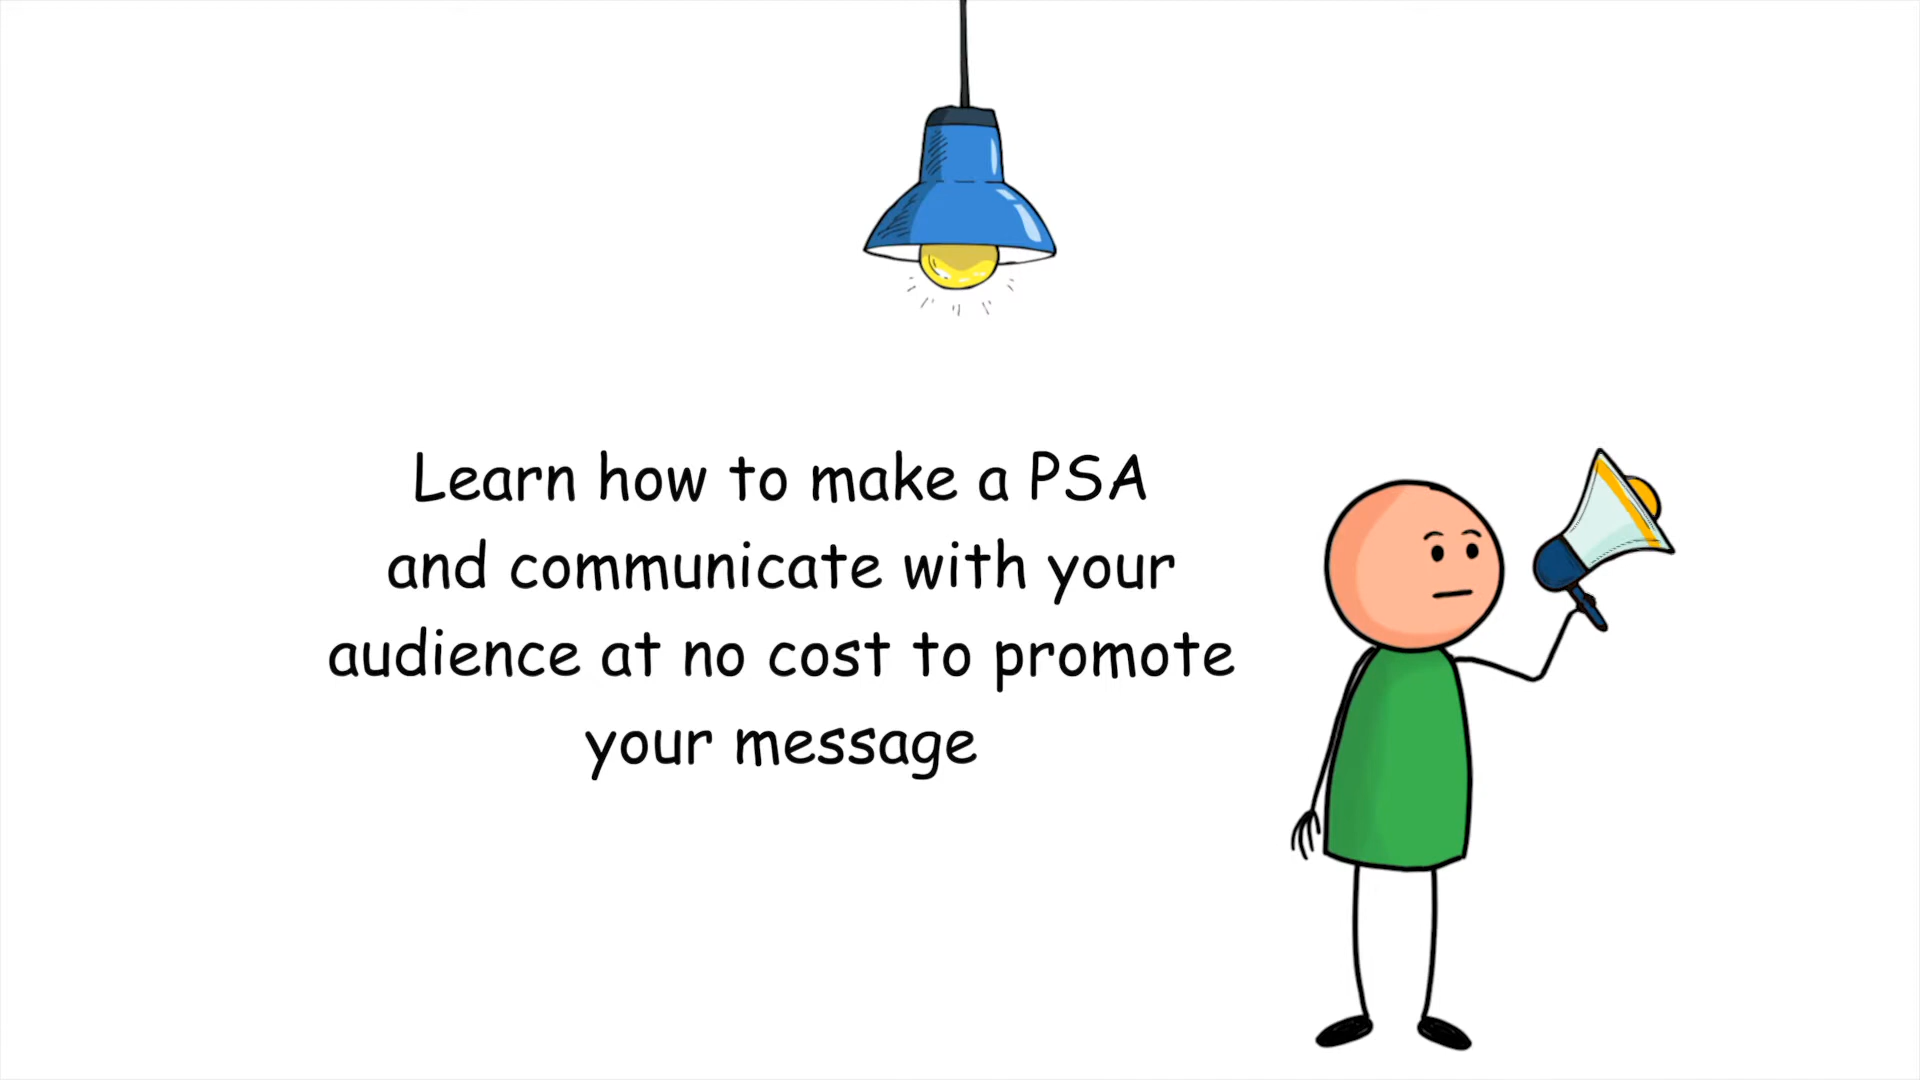 Learn how to make a PSA
and communicate with your
audience at no cost to promote
your message